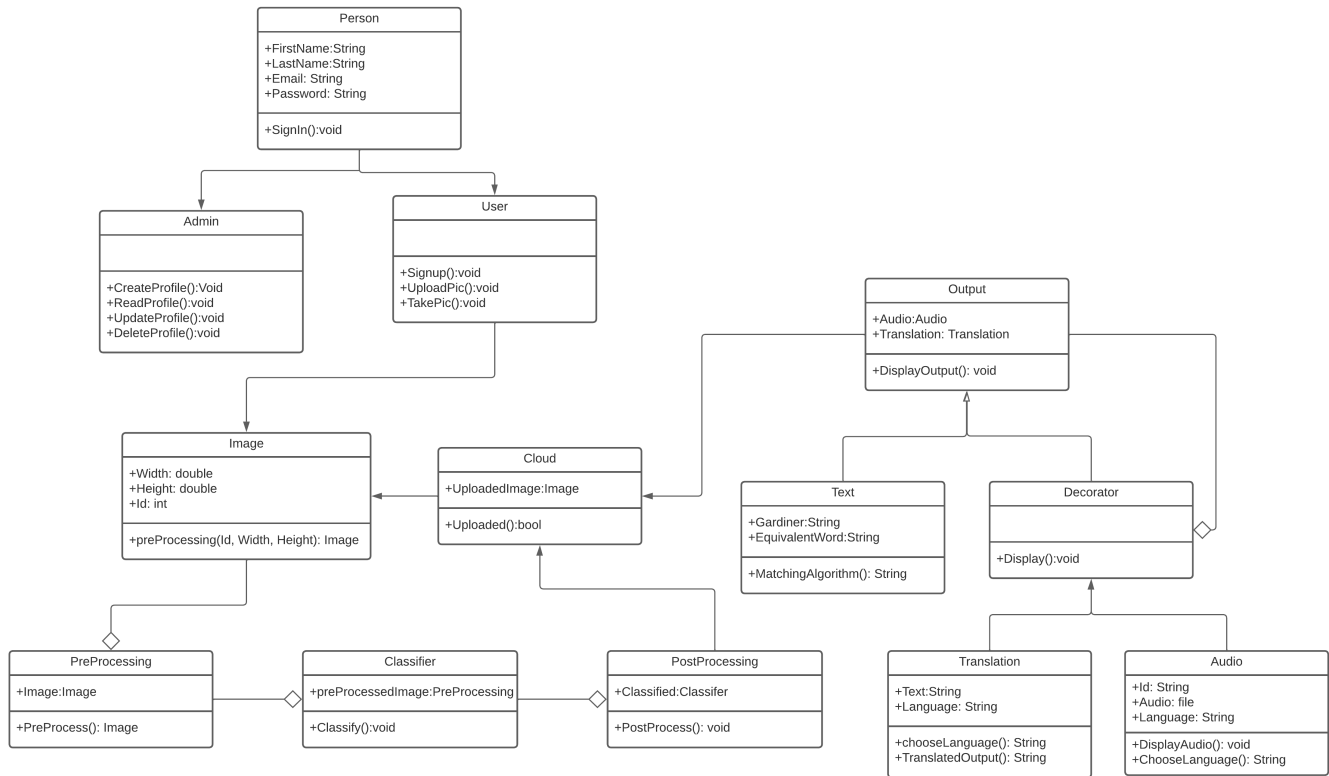 Person
+FirstName:String
+LastName:String
+Email: String
+Password: String
+SignIn():void
Admin
+CreateProfile():Void
+ReadProfile():void
+UpdateProfile():void
+DeleteProfile():void
User
+Signup():void
+UploadPic():void
+TakePic():void
Output
+Audio:Audio
+Translation: Translation
+DisplayOutput(): void
Image
+Width: double
+Height: double
+Id: int
+preProcessing(Id, Width, Height): Image
Cloud
+UploadedImage:Image
+Uploaded():bool
Text
+Gardiner:String
+EquivalentWord:String
+MatchingAlgorithm(): String
Decorator
+Display():void
PreProcessing
+Image:Image
+PreProcess(): Image
Classifier
+preProcessedImage:PreProcessing
+Classify():void
PostProcessing
+Classified:Classifer
+PostProcess(): void
Translation
+Text:String
+Language: String
+chooseLanguage(): String
+TranslatedOutput(): String
Audio
+Id: String
+Audio: file
+Language: String
+DisplayAudio(): void
+ChooseLanguage(): String